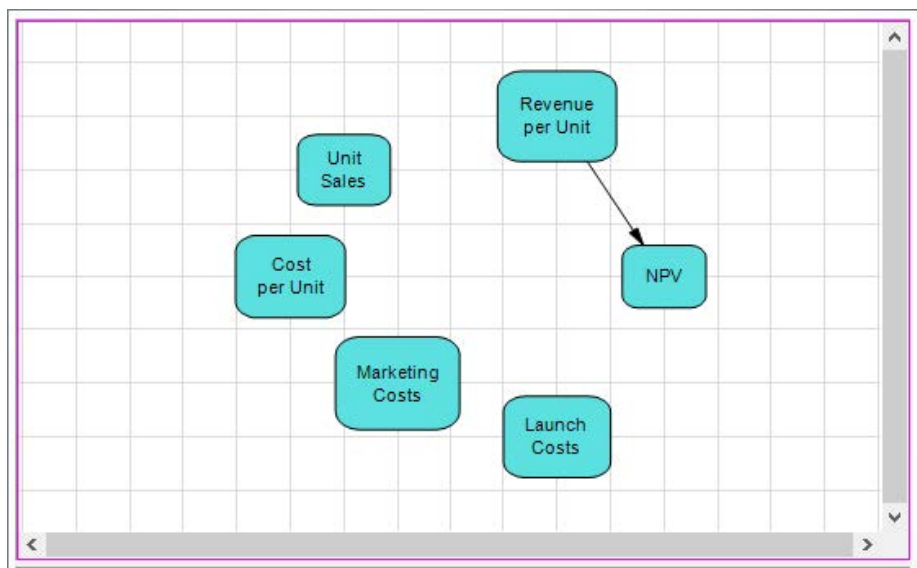 Revenue
per Unit
Unit
Sales
Cost
per Unit
NPV
Marketing
Costs
Launch
Costs